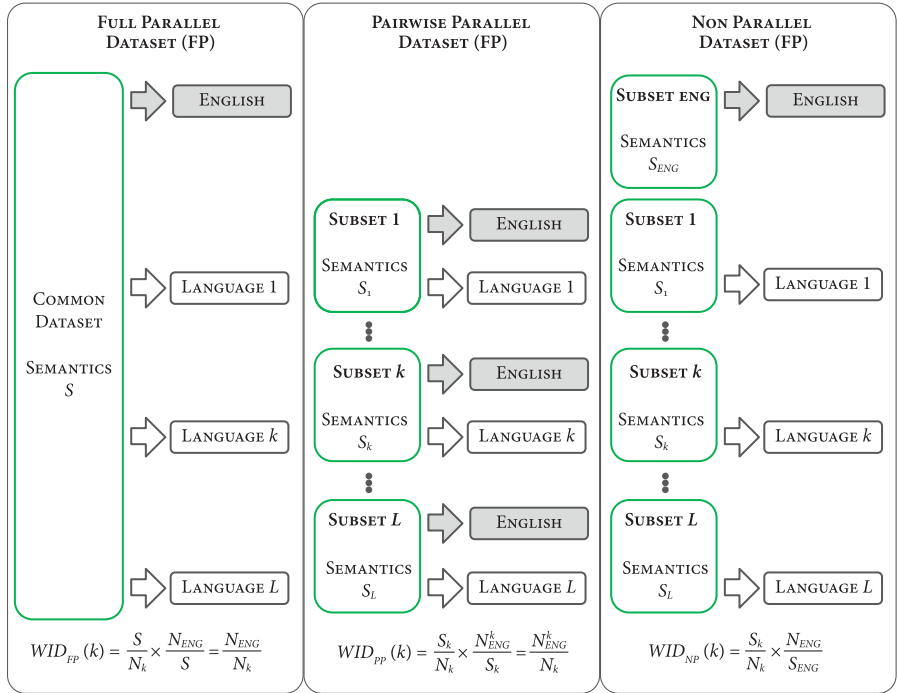 FULL PARALLEL
DATASET (FP)
ENGLISH
COMMON
DATASET
SEMANTICS
S
LANGUAGE 1
LANGUAGE k
LANGUAGE L
WID_FP (k) = S/N_k × N_ENG/S = N_ENG/N_k
PAIRWISE PARALLEL
DATASET (FP)
SUBSET 1
SEMANTICS
S₁
ENGLISH
LANGUAGE 1
SUBSET k
SEMANTICS
S_k
ENGLISH
LANGUAGE k
SUBSET L
SEMANTICS
S_L
ENGLISH
LANGUAGE L
WID_PP (k) = S_k/N_k × N^k_ENG/S_k = N^k_ENG/N_k
NON PARALLEL
DATASET (FP)
SUBSET ENG
SEMANTICS
S_ENG
ENGLISH
SUBSET 1
SEMANTICS
S₁
LANGUAGE 1
SUBSET k
SEMANTICS
S_k
LANGUAGE k
SUBSET L
SEMANTICS
S_L
LANGUAGE L
WID_NP (k) = S_k/N_k × N_ENG/S_ENG